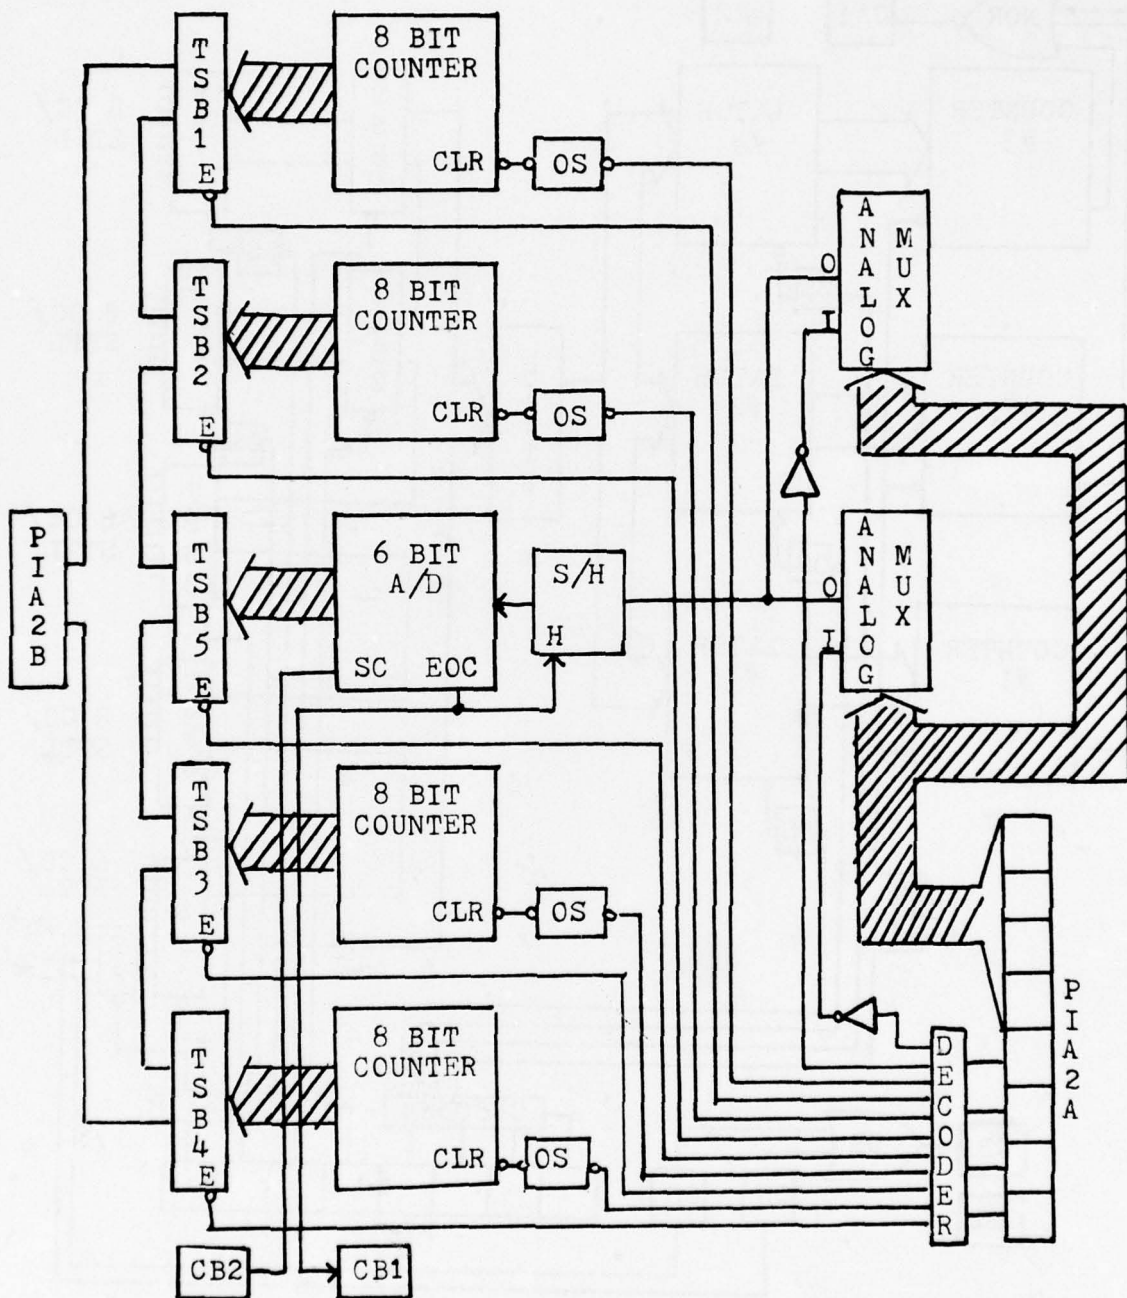 TSB1 E
8 BIT
COUNTER
CLR
OS
ANALOG
MUX
O
I
TSB2 E
8 BIT
COUNTER
CLR
OS
PIA2B
TSB5 E
6 BIT
A/D
SC EOC
S/H
H
ANALOG
MUX
O
I
TSB3 E
8 BIT
COUNTER
CLR
OS
PIA2A
DECODER
TSB4 E
8 BIT
COUNTER
CLR
OS
CB2
CB1